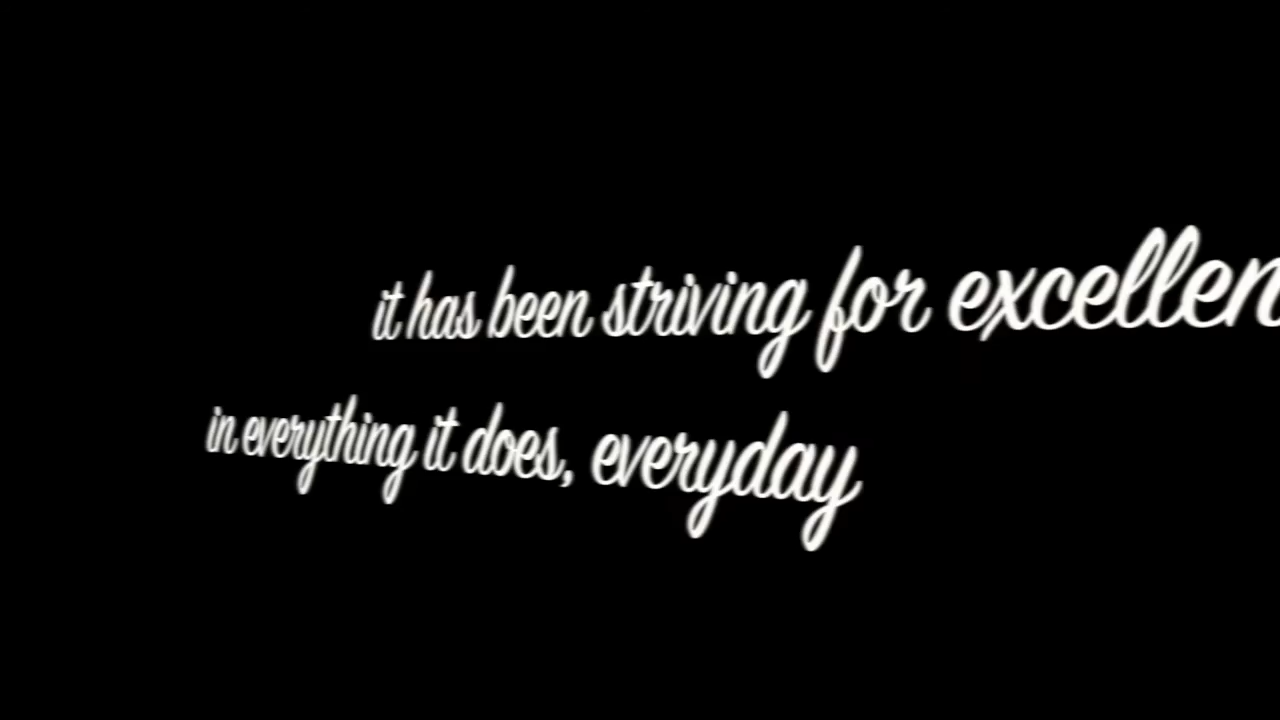 it has been striving for excellen
in everything it does, everyday